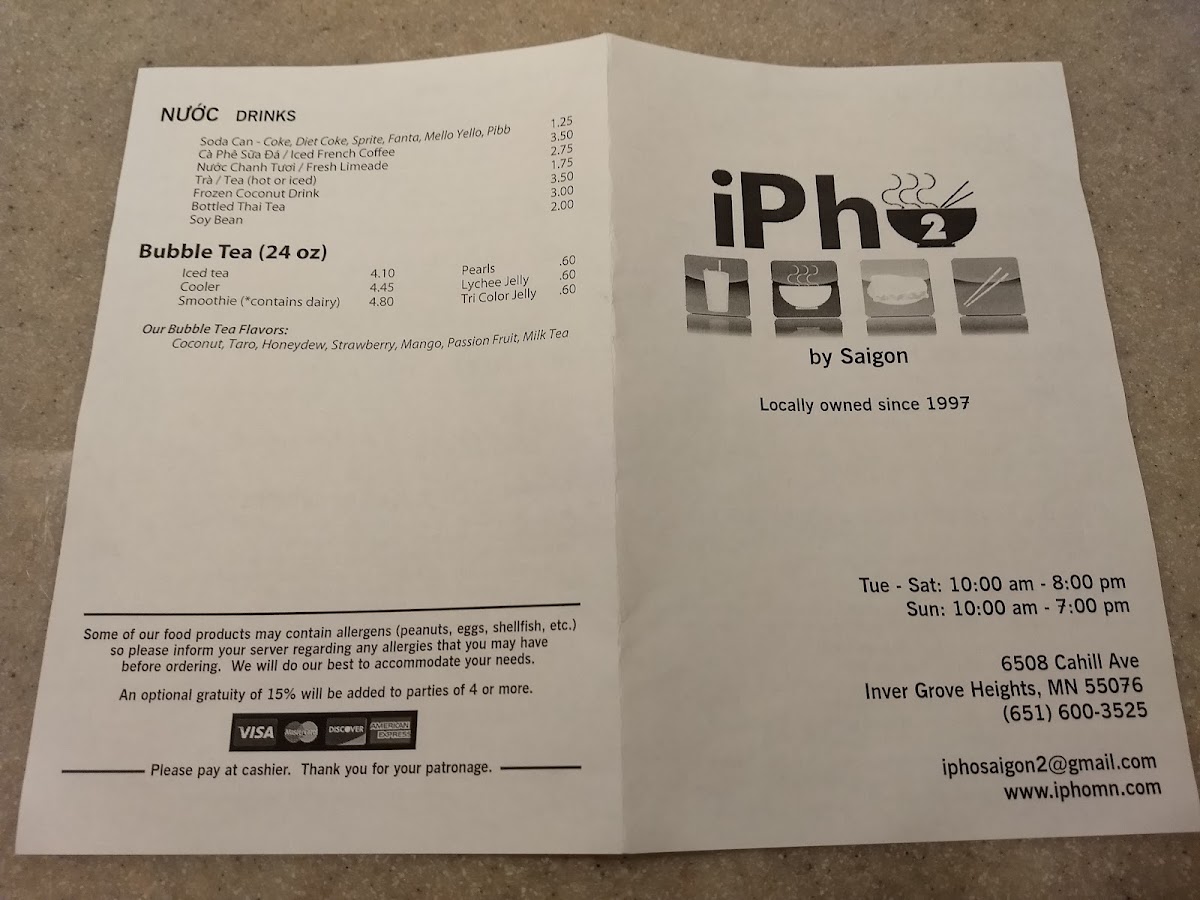 NƯỚC DRINKS
Soda Can - Coke, Diet Coke, Sprite, Fanta, Mello Yello, Pibb 1.25
Cà Phê Sữa Đá / Iced French Coffee 3.50
Nước Chanh Tươi / Fresh Limeade 2.75
Trà / Tea (hot or iced) 1.75
Frozen Coconut Drink 3.50
Bottled Thai Tea 3.00
Soy Bean 2.00
Bubble Tea (24 oz)
Iced tea 4.10 Pearls .60
Cooler 4.45 Lychee Jelly .60
Smoothie (*contains dairy) 4.80 Tri Color Jelly .60
Our Bubble Tea Flavors:
Coconut, Taro, Honeydew, Strawberry, Mango, Passion Fruit, Milk Tea
Some of our food products may contain allergens (peanuts, eggs, shellfish, etc.)
so please inform your server regarding any allergies that you may have
before ordering. We will do our best to accommodate your needs.
An optional gratuity of 15% will be added to parties of 4 or more.
VISA MasterCard DISCOVER AMERICAN EXPRESS
Please pay at cashier. Thank you for your patronage.
iPho 2
by Saigon
Locally owned since 1997
Tue - Sat: 10:00 am - 8:00 pm
Sun: 10:00 am - 7:00 pm
6508 Cahill Ave
Inver Grove Heights, MN 55076
(651) 600-3525
iphosaigon2@gmail.com
www.iphomn.com